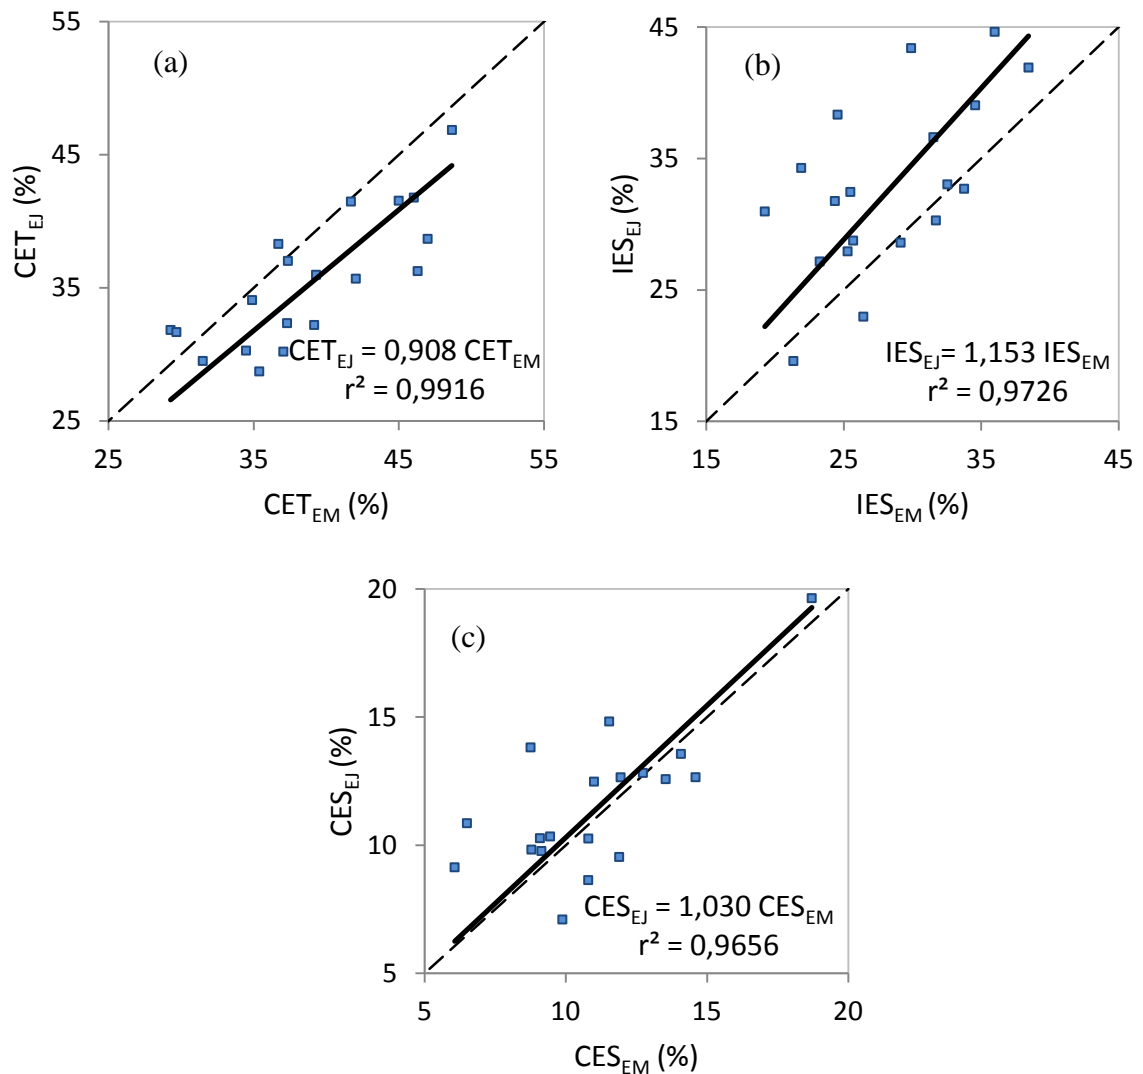 (a)
55
45
35
25
CET_EJ (%)
CET_EJ = 0,908 CET_EM
r² = 0,9916
25 35 45 55
CET_EM (%)
(b)
45
35
25
15
IES_EJ (%)
IES_EJ= 1,153 IES_EM
r² = 0,9726
15 25 35 45
IES_EM (%)
(c)
20
15
10
5
CES_EJ (%)
CES_EJ = 1,030 CES_EM
r² = 0,9656
5 10 15 20
CES_EM (%)